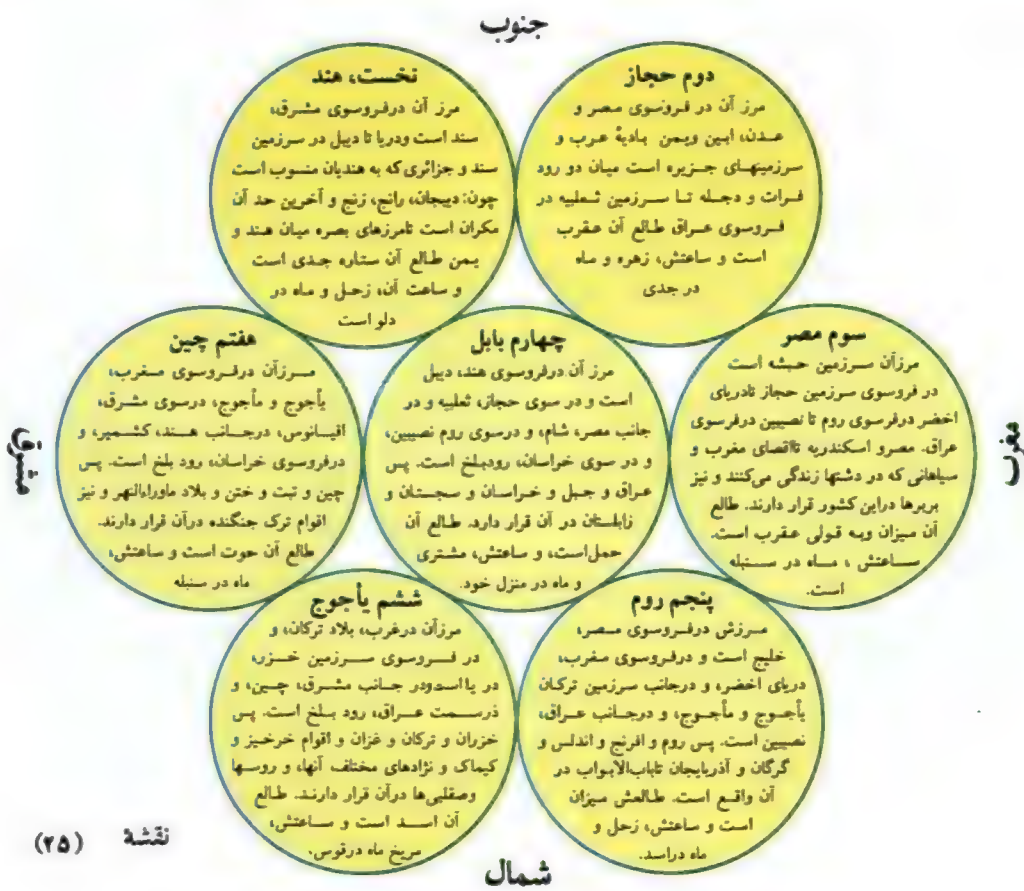 جنوب
دوم حجاز
مرز آن در فروسوی مصر و
عدن، ابین ویمن بادیهٔ عرب و
سرزمینهای جزیره است میان دو رود
فرات و دجله تا سرزمین ثعلبیه در
فروسوی عراق طالع آن عقرب
است و ساعتش، زهره و ماه
در جدی
نخست، هند
مرز آن درفروسوی مشرق،
سند است ودریا تا دیبل در سرزمین
سند و جزائری که به هندیان منسوب است
چون: دیبجان، رانج، زنج و آخرین حد آن
مکران است تامرزهای بصره میان هند و
یمن طالع آن ستاره جدی است
و ساعت آن، زحل و ماه در
دلو است
مغرب
سوم مصر
مرزآن سرزمین حبشه است
در فروسوی سرزمین حجاز تادریای
اخضر درفرسوی روم تا نصیبین درفرسوی
عراق. مصرو اسکندریه تااقصای مغرب و
سیاهانی که در دشتها زندگی می‌کنند و نیز
بربرها دراین کشور قرار دارند. طالع
آن میزان وبه قولی عقرب است.
ساعتش ، ماه در سنبله
است.
چهارم بابل
مرز آن درفروسوی هند، دیبل
است و در سوی حجاز، ثعلبیه و در
جانب مصر، شام، و درسوی روم نصیبین،
و در سوی خراسان، رودبلخ است. پس
عراق و جبل و خراسان و سجستان و
زابلستان در آن قرار دارد. طالع آن
حمل‌است، و ساعتش، مشتری
و ماه در منزل خود.
هفتم چین
مرزآن درفروسوی مغرب،
یأجوج و مأجوج، درسوی مشرق،
اقیانوس، درجانب هند، کشمیر، و
درفروسوی خراسان، رود بلخ است. پس
چین و تبت و ختن و بلاد ماوراءالنهر و نیز
اقوام ترک جنگنده درآن قرار دارند.
طالع آن حوت است و ساعتش،
ماه در سنبله
مشرق
پنجم روم
مرزش درفروسوی مصر،
خلیج است و درفروسوی مغرب،
دریای اخضر، و درجانب سرزمین ترکان
یأجوج و مأجوج، و درجانب عراق،
نصیبین است. پس روم و افرنج و اندلس و
گرگان و آذربایجان تاباب‌الابواب در
آن واقع است. طالعش میزان
است و ساعتش، زحل و
ماه دراسد.
ششم یأجوج
مرزآن درغرب، بلاد ترکان، و
در فروسوی سرزمین خزر،
در یا است‌ودر جانب مشرق، چین، و
درسمت عراق، رود بلخ است. پس
خزران و ترکان و غزان و اقوام خرخیز و
کیماک و نژادهای مختلف آنها، و روسها
وصقلبی‌ها درآن قرار دارند. طالع
آن اسد است و ساعتش،
مریخ ماه درقوس.
شمال
نقشهٔ (۲۵)